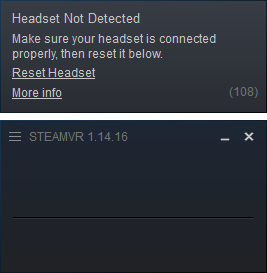 Headset Not Detected
Make sure your headset is connected
properly, then reset it below.
Reset Headset
More info (108)
STEAMVR 1.14.16